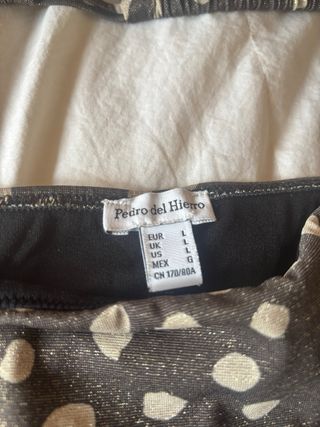 Pedro del Hierro
EUR L
UK L
US L
MEX G
CN 170/80A